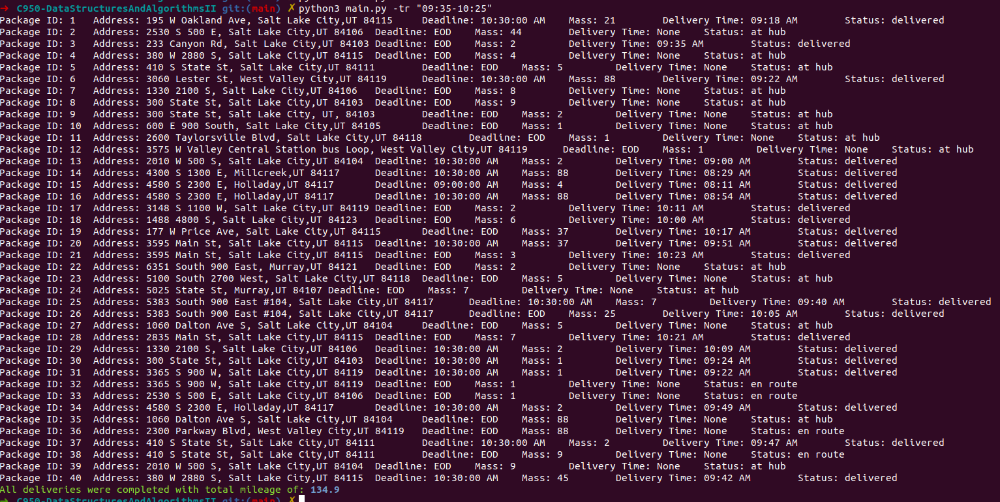 ➜ C950-DataStructuresAndAlgorithmsII git:(main) ✗ python3 main.py -tr "09:35-10:25"
Package ID: 1 Address: 195 W Oakland Ave, Salt Lake City,UT 84115 Deadline: 10:30:00 AM Mass: 21 Delivery Time: 09:18 AM Status: delivered
Package ID: 2 Address: 2530 S 500 E, Salt Lake City,UT 84106 Deadline: EOD Mass: 44 Delivery Time: None Status: at hub
Package ID: 3 Address: 233 Canyon Rd, Salt Lake City,UT 84103 Deadline: EOD Mass: 2 Delivery Time: 09:35 AM Status: delivered
Package ID: 4 Address: 380 W 2880 S, Salt Lake City,UT 84115 Deadline: EOD Mass: 4 Delivery Time: None Status: at hub
Package ID: 5 Address: 410 S State St, Salt Lake City,UT 84111 Deadline: EOD Mass: 5 Delivery Time: None Status: at hub
Package ID: 6 Address: 3060 Lester St, West Valley City,UT 84119 Deadline: 10:30:00 AM Mass: 88 Delivery Time: 09:22 AM Status: delivered
Package ID: 7 Address: 1330 2100 S, Salt Lake City,UT 84106 Deadline: EOD Mass: 8 Delivery Time: None Status: at hub
Package ID: 8 Address: 300 State St, Salt Lake City,UT 84103 Deadline: EOD Mass: 9 Delivery Time: None Status: at hub
Package ID: 9 Address: 300 State St, Salt Lake City, UT, 84103 Deadline: EOD Mass: 2 Delivery Time: None Status: at hub
Package ID: 10 Address: 600 E 900 South, Salt Lake City,UT 84105 Deadline: EOD Mass: 1 Delivery Time: None Status: at hub
Package ID: 11 Address: 2600 Taylorsville Blvd, Salt Lake City,UT 84118 Deadline: EOD Mass: 1 Delivery Time: None Status: at hub
Package ID: 12 Address: 3575 W Valley Central Station bus Loop, West Valley City,UT 84119 Deadline: EOD Mass: 1 Delivery Time: None Status: at hub
Package ID: 13 Address: 2010 W 500 S, Salt Lake City,UT 84104 Deadline: 10:30:00 AM Mass: 2 Delivery Time: 09:00 AM Status: delivered
Package ID: 14 Address: 4300 S 1300 E, Millcreek,UT 84117 Deadline: 10:30:00 AM Mass: 88 Delivery Time: 08:29 AM Status: delivered
Package ID: 15 Address: 4580 S 2300 E, Holladay,UT 84117 Deadline: 09:00:00 AM Mass: 4 Delivery Time: 08:11 AM Status: delivered
Package ID: 16 Address: 4580 S 2300 E, Holladay,UT 84117 Deadline: 10:30:00 AM Mass: 88 Delivery Time: 08:54 AM Status: delivered
Package ID: 17 Address: 3148 S 1100 W, Salt Lake City,UT 84119 Deadline: EOD Mass: 2 Delivery Time: 10:11 AM Status: delivered
Package ID: 18 Address: 1488 4800 S, Salt Lake City,UT 84123 Deadline: EOD Mass: 6 Delivery Time: 10:00 AM Status: delivered
Package ID: 19 Address: 177 W Price Ave, Salt Lake City,UT 84115 Deadline: EOD Mass: 37 Delivery Time: 10:17 AM Status: delivered
Package ID: 20 Address: 3595 Main St, Salt Lake City,UT 84115 Deadline: 10:30:00 AM Mass: 37 Delivery Time: 09:51 AM Status: delivered
Package ID: 21 Address: 3595 Main St, Salt Lake City,UT 84115 Deadline: EOD Mass: 3 Delivery Time: 10:23 AM Status: delivered
Package ID: 22 Address: 6351 South 900 East, Murray,UT 84121 Deadline: EOD Mass: 2 Delivery Time: None Status: at hub
Package ID: 23 Address: 5100 South 2700 West, Salt Lake City,UT 84118 Deadline: EOD Mass: 5 Delivery Time: None Status: at hub
Package ID: 24 Address: 5025 State St, Murray,UT 84107 Deadline: EOD Mass: 7 Delivery Time: None Status: at hub
Package ID: 25 Address: 5383 South 900 East #104, Salt Lake City,UT 84117 Deadline: 10:30:00 AM Mass: 7 Delivery Time: 09:40 AM Status: delivered
Package ID: 26 Address: 5383 South 900 East #104, Salt Lake City,UT 84117 Deadline: EOD Mass: 25 Delivery Time: 10:05 AM Status: delivered
Package ID: 27 Address: 1060 Dalton Ave S, Salt Lake City,UT 84104 Deadline: EOD Mass: 5 Delivery Time: None Status: at hub
Package ID: 28 Address: 2835 Main St, Salt Lake City,UT 84115 Deadline: EOD Mass: 7 Delivery Time: 10:21 AM Status: delivered
Package ID: 29 Address: 1330 2100 S, Salt Lake City,UT 84106 Deadline: 10:30:00 AM Mass: 2 Delivery Time: 10:09 AM Status: delivered
Package ID: 30 Address: 300 State St, Salt Lake City,UT 84103 Deadline: 10:30:00 AM Mass: 1 Delivery Time: 09:24 AM Status: delivered
Package ID: 31 Address: 3365 S 900 W, Salt Lake City,UT 84119 Deadline: 10:30:00 AM Mass: 1 Delivery Time: 09:22 AM Status: delivered
Package ID: 32 Address: 3365 S 900 W, Salt Lake City,UT 84119 Deadline: EOD Mass: 1 Delivery Time: None Status: en route
Package ID: 33 Address: 2530 S 500 E, Salt Lake City,UT 84106 Deadline: EOD Mass: 1 Delivery Time: None Status: en route
Package ID: 34 Address: 4580 S 2300 E, Holladay,UT 84117 Deadline: 10:30:00 AM Mass: 2 Delivery Time: 09:49 AM Status: delivered
Package ID: 35 Address: 1060 Dalton Ave S, Salt Lake City,UT 84104 Deadline: EOD Mass: 88 Delivery Time: None Status: at hub
Package ID: 36 Address: 2300 Parkway Blvd, West Valley City,UT 84119 Deadline: EOD Mass: 88 Delivery Time: None Status: en route
Package ID: 37 Address: 410 S State St, Salt Lake City,UT 84111 Deadline: 10:30:00 AM Mass: 2 Delivery Time: 09:47 AM Status: delivered
Package ID: 38 Address: 410 S State St, Salt Lake City,UT 84111 Deadline: EOD Mass: 9 Delivery Time: None Status: en route
Package ID: 39 Address: 2010 W 500 S, Salt Lake City,UT 84104 Deadline: EOD Mass: 9 Delivery Time: None Status: at hub
Package ID: 40 Address: 380 W 2880 S, Salt Lake City,UT 84115 Deadline: 10:30:00 AM Mass: 45 Delivery Time: 09:42 AM Status: delivered
All deliveries were completed with total mileage of: 134.9
➜ C950-DataStructuresAndAlgorithmsII git:(main) ✗